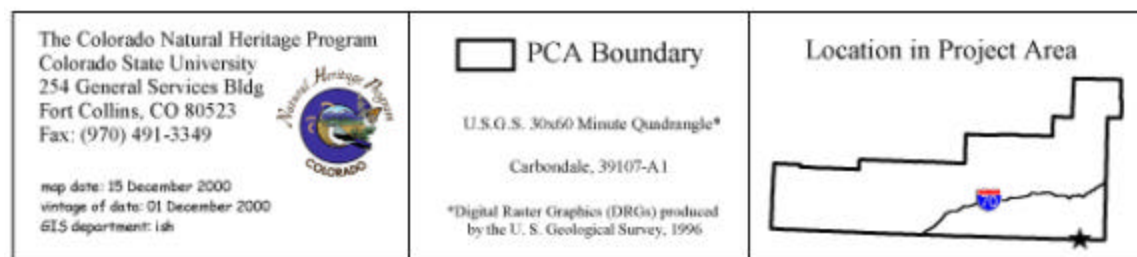 The Colorado Natural Heritage Program
Colorado State University
254 General Services Bldg
Fort Collins, CO 80523
Fax: (970) 491-3349
Natural Heritage Program
COLORADO
map date: 15 December 2000
vintage of data: 01 December 2000
GIS department: ish
PCA Boundary
U.S.G.S. 30x60 Minute Quadrangle*
Carbondale, 39107-A1
*Digital Raster Graphics (DRGs) produced
by the U. S. Geological Survey, 1996
Location in Project Area
70